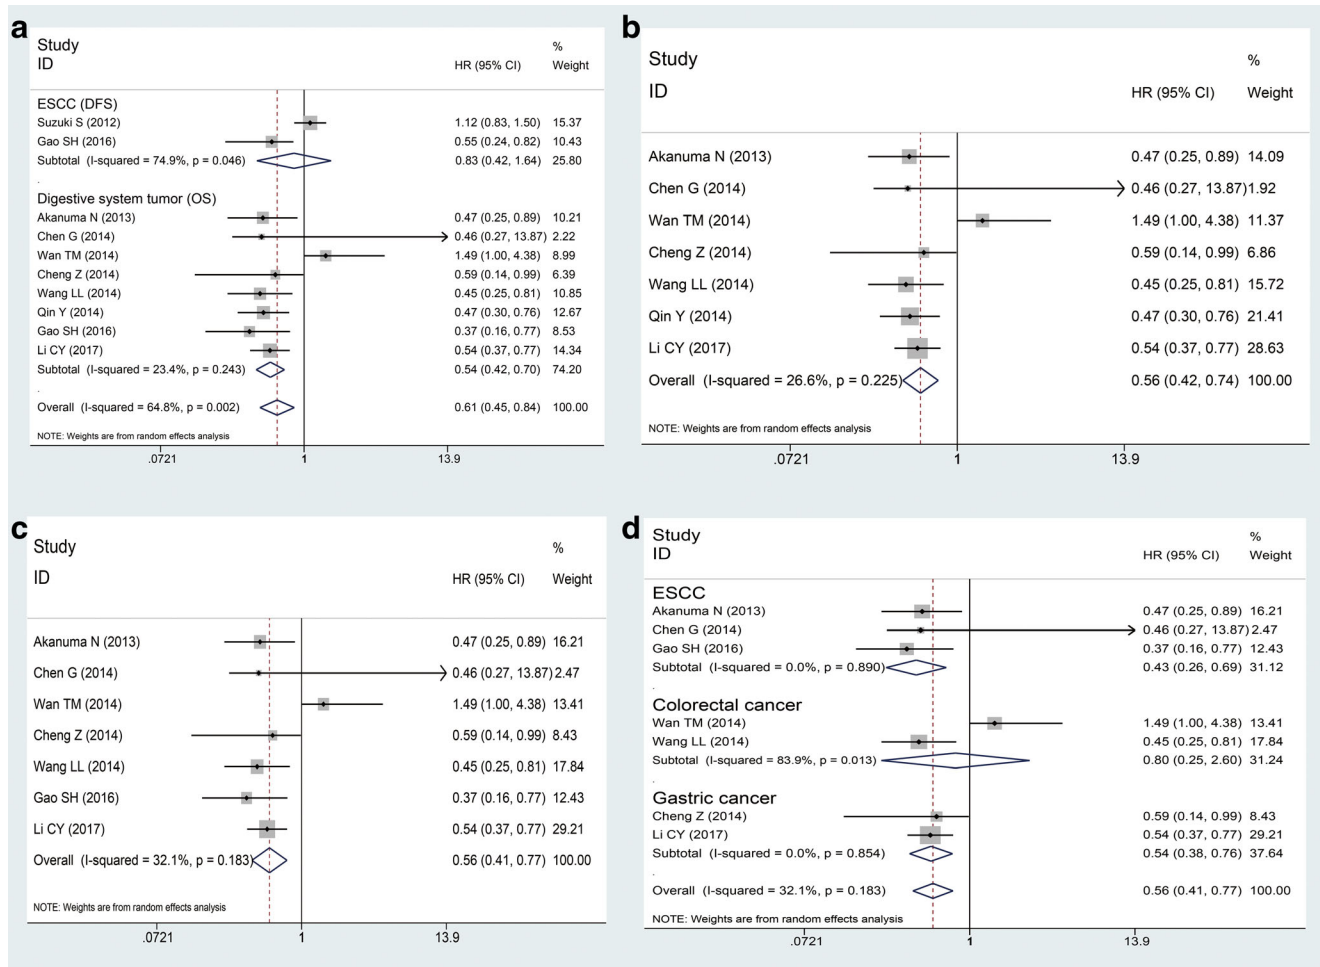 a
Study
%
ID HR (95% CI) Weight
ESCC (DFS)
Suzuki S (2012) 1.12 (0.83, 1.50) 15.37
Gao SH (2016) 0.55 (0.24, 0.82) 10.43
Subtotal (I-squared = 74.9%, p = 0.046) 0.83 (0.42, 1.64) 25.80
.
Digestive system tumor (OS)
Akanuma N (2013) 0.47 (0.25, 0.89) 10.21
Chen G (2014) 0.46 (0.27, 13.87) 2.22
Wan TM (2014) 1.49 (1.00, 4.38) 8.99
Cheng Z (2014) 0.59 (0.14, 0.99) 6.39
Wang LL (2014) 0.45 (0.25, 0.81) 10.85
Qin Y (2014) 0.47 (0.30, 0.76) 12.67
Gao SH (2016) 0.37 (0.16, 0.77) 8.53
Li CY (2017) 0.54 (0.37, 0.77) 14.34
Subtotal (I-squared = 23.4%, p = 0.243) 0.54 (0.42, 0.70) 74.20
.
Overall (I-squared = 64.8%, p = 0.002) 0.61 (0.45, 0.84) 100.00
NOTE: Weights are from random effects analysis
.0721 1 13.9
b
Study
%
ID HR (95% CI) Weight
Akanuma N (2013) 0.47 (0.25, 0.89) 14.09
Chen G (2014) 0.46 (0.27, 13.87) 1.92
Wan TM (2014) 1.49 (1.00, 4.38) 11.37
Cheng Z (2014) 0.59 (0.14, 0.99) 6.86
Wang LL (2014) 0.45 (0.25, 0.81) 15.72
Qin Y (2014) 0.47 (0.30, 0.76) 21.41
Li CY (2017) 0.54 (0.37, 0.77) 28.63
Overall (I-squared = 26.6%, p = 0.225) 0.56 (0.42, 0.74) 100.00
NOTE: Weights are from random effects analysis
.0721 1 13.9
c
Study
%
ID HR (95% CI) Weight
Akanuma N (2013) 0.47 (0.25, 0.89) 16.21
Chen G (2014) 0.46 (0.27, 13.87) 2.47
Wan TM (2014) 1.49 (1.00, 4.38) 13.41
Cheng Z (2014) 0.59 (0.14, 0.99) 8.43
Wang LL (2014) 0.45 (0.25, 0.81) 17.84
Gao SH (2016) 0.37 (0.16, 0.77) 12.43
Li CY (2017) 0.54 (0.37, 0.77) 29.21
Overall (I-squared = 32.1%, p = 0.183) 0.56 (0.41, 0.77) 100.00
NOTE: Weights are from random effects analysis
.0721 1 13.9
d
Study
%
ID HR (95% CI) Weight
ESCC
Akanuma N (2013) 0.47 (0.25, 0.89) 16.21
Chen G (2014) 0.46 (0.27, 13.87) 2.47
Gao SH (2016) 0.37 (0.16, 0.77) 12.43
Subtotal (I-squared = 0.0%, p = 0.890) 0.43 (0.26, 0.69) 31.12
.
Colorectal cancer
Wan TM (2014) 1.49 (1.00, 4.38) 13.41
Wang LL (2014) 0.45 (0.25, 0.81) 17.84
Subtotal (I-squared = 83.9%, p = 0.013) 0.80 (0.25, 2.60) 31.24
.
Gastric cancer
Cheng Z (2014) 0.59 (0.14, 0.99) 8.43
Li CY (2017) 0.54 (0.37, 0.77) 29.21
Subtotal (I-squared = 0.0%, p = 0.854) 0.54 (0.38, 0.76) 37.64
.
Overall (I-squared = 32.1%, p = 0.183) 0.56 (0.41, 0.77) 100.00
NOTE: Weights are from random effects analysis
.0721 1 13.9